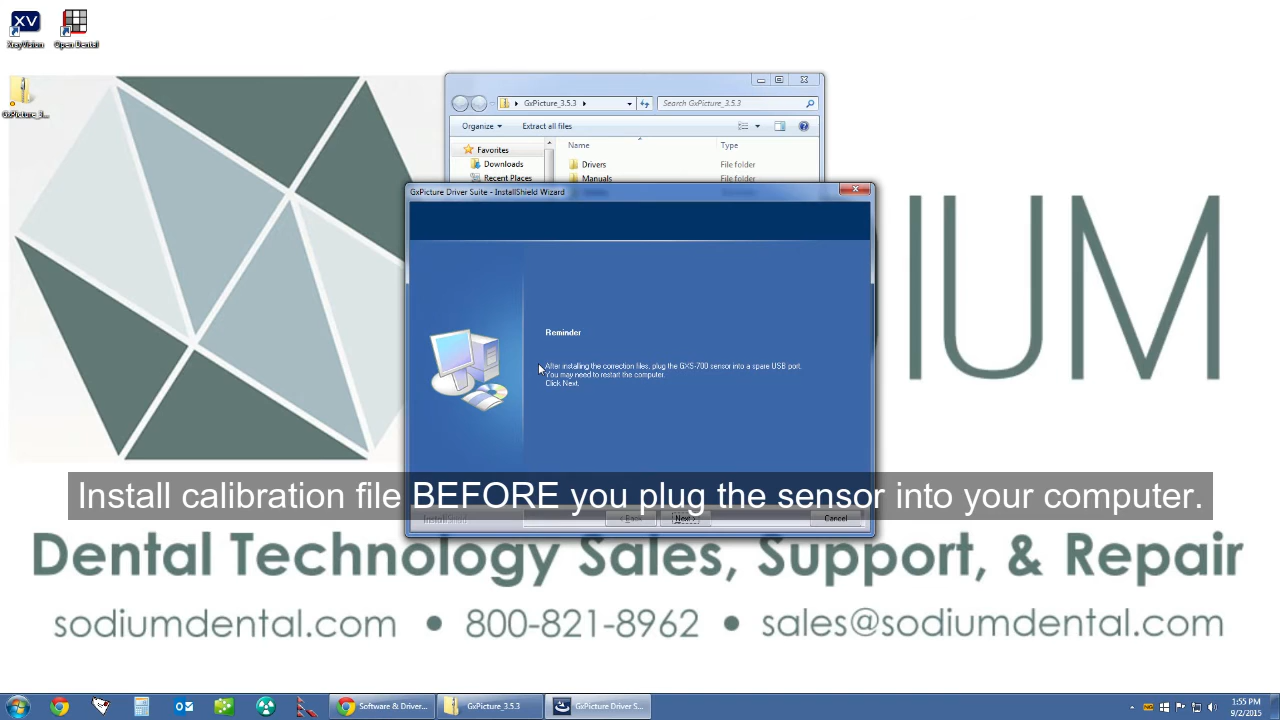 XrayVision
Open Dental
GxPicture_3...
GxPicture_3.5.3
Search GxPicture_3.5.3
Organize
Extract all files
Favorites
Downloads
Recent Places
Name
Type
Drivers
File folder
Manuals
File folder
GxPicture Driver Suite - InstallShield Wizard
Reminder
After installing the correction files, plug the GXS-700 sensor into a spare USB port.
You may need to restart the computer.
Click Next.
IUM
Install calibration file BEFORE you plug the sensor into your computer.
InstallShield
< Back
Next >
Cancel
Dental Technology Sales, Support, & Repair
sodiumdental.com • 800-821-8962 • sales@sodiumdental.com
Software & Driver...
GxPicture_3.5.3
GxPicture Driver S...
1:55 PM
9/2/2015